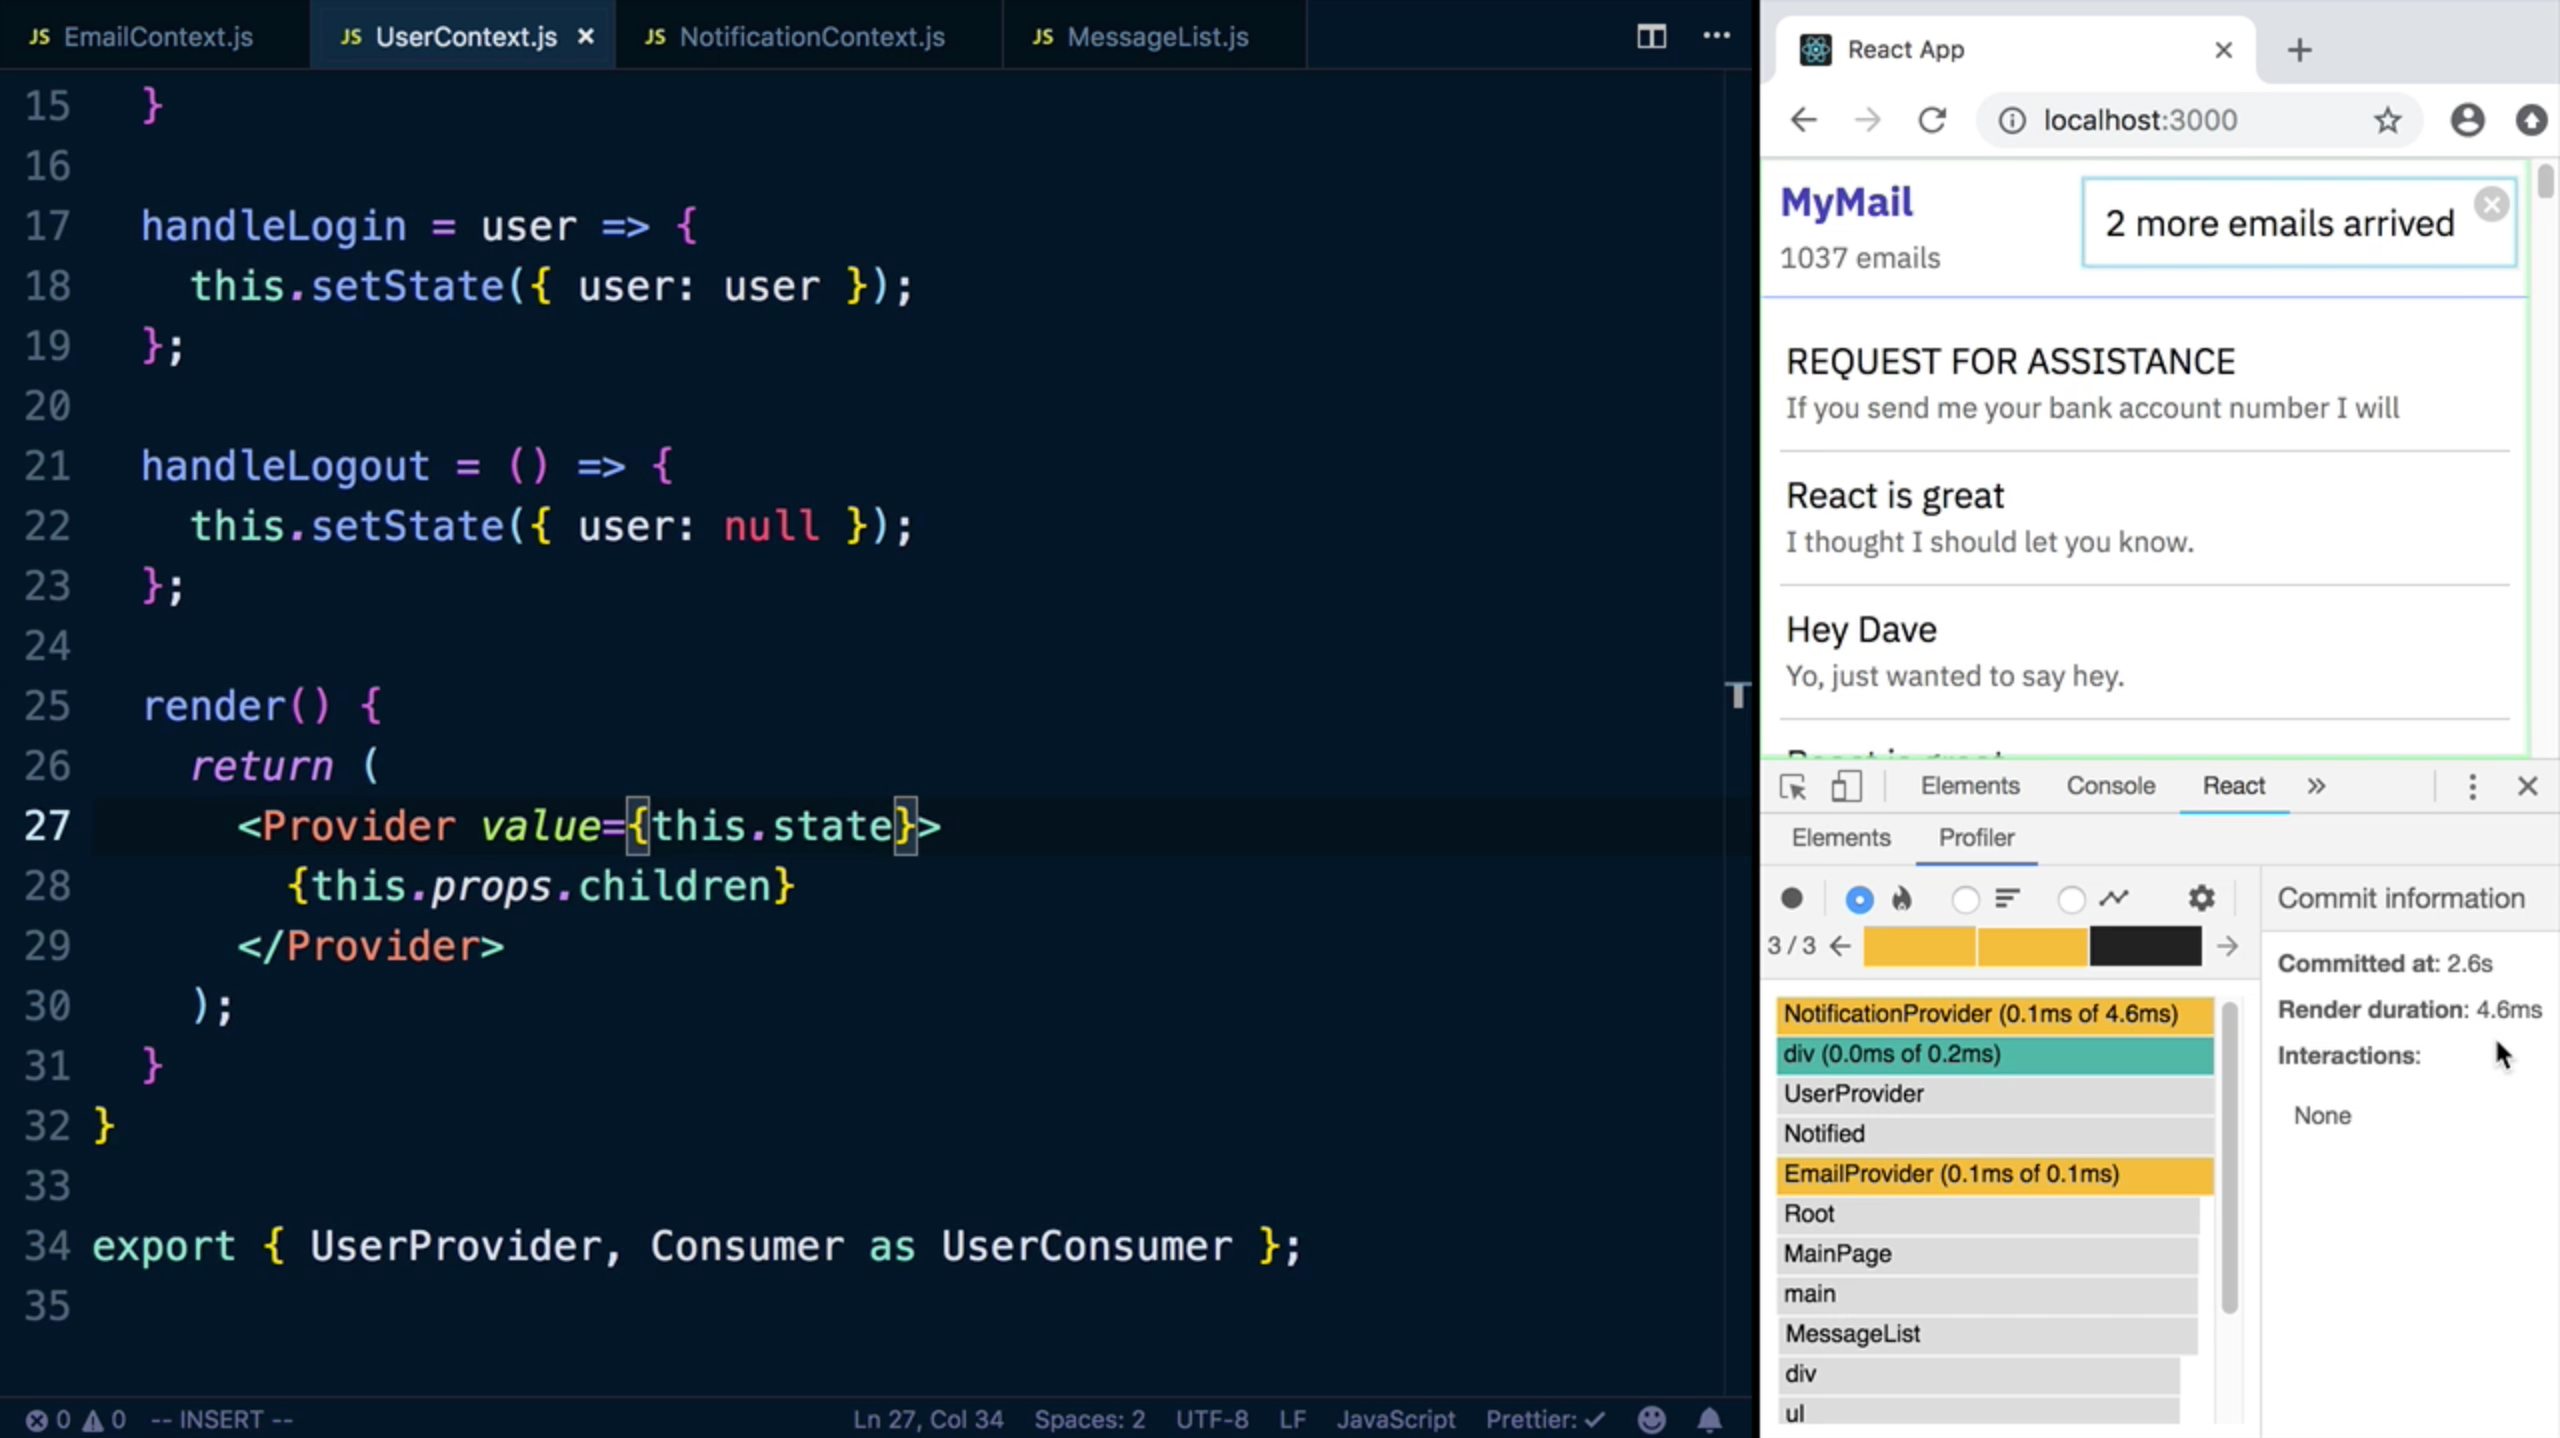 JS EmailContext.js JS UserContext.js × JS NotificationContext.js JS MessageList.js
15 }
16
17 handleLogin = user => {
18 this.setState({ user: user });
19 };
20
21 handleLogout = () => {
22 this.setState({ user: null });
23 };
24
25 render() {
26 return (
27 <Provider value={this.state}>
28 {this.props.children}
29 </Provider>
30 );
31 }
32 }
33
34 export { UserProvider, Consumer as UserConsumer };
35
0 0 -- INSERT -- Ln 27, Col 34 Spaces: 2 UTF-8 LF JavaScript Prettier: ✓
React App
localhost:3000
MyMail
1037 emails
2 more emails arrived
REQUEST FOR ASSISTANCE
If you send me your bank account number I will
React is great
I thought I should let you know.
Hey Dave
Yo, just wanted to say hey.
React is great
Elements Console React »
Elements Profiler
3 / 3
NotificationProvider (0.1ms of 4.6ms)
div (0.0ms of 0.2ms)
UserProvider
Notified
EmailProvider (0.1ms of 0.1ms)
Root
MainPage
main
MessageList
div
ul
Commit information
Committed at: 2.6s
Render duration: 4.6ms
Interactions:
None